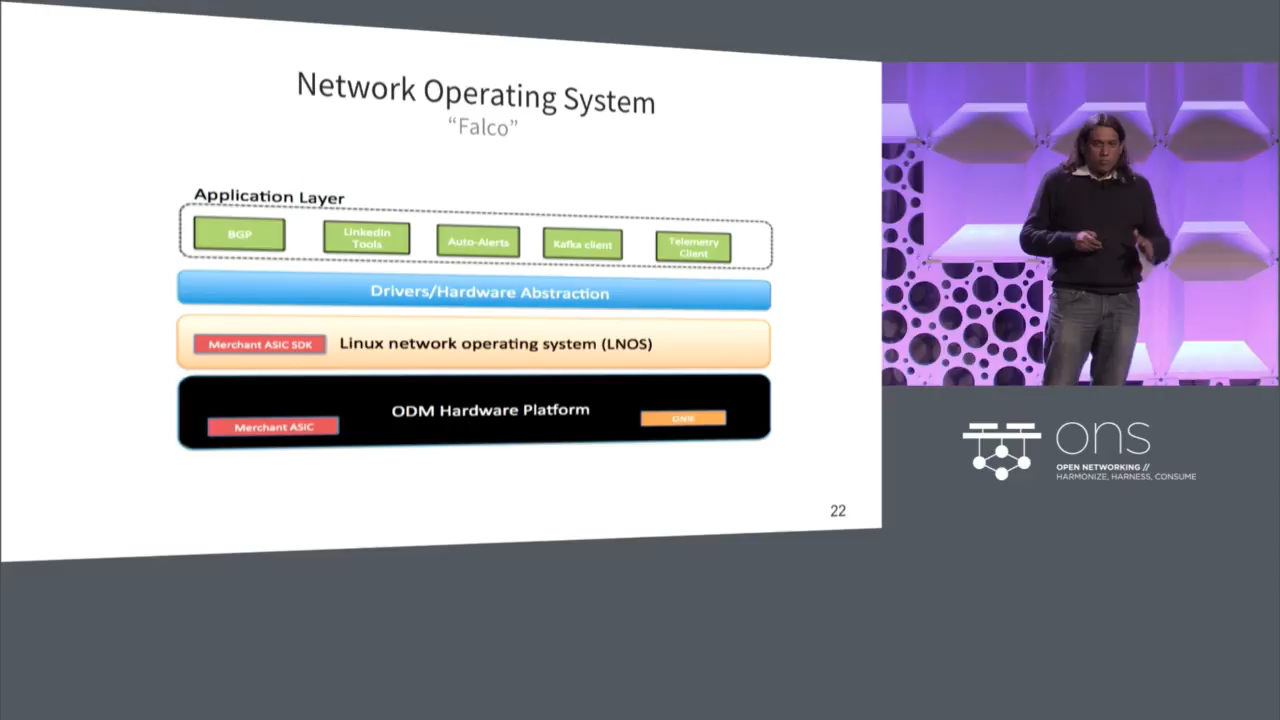 Network Operating System
“Falco”
Application Layer
BGP
LinkedIn
Tools
Auto-Alerts
Kafka client
Telemetry
Client
Drivers/Hardware Abstraction
Merchant ASIC SDK
Linux network operating system (LNOS)
ODM Hardware Platform
Merchant ASIC
ONIE
22
ons
OPEN NETWORKING //
HARMONIZE, HARNESS, CONSUME